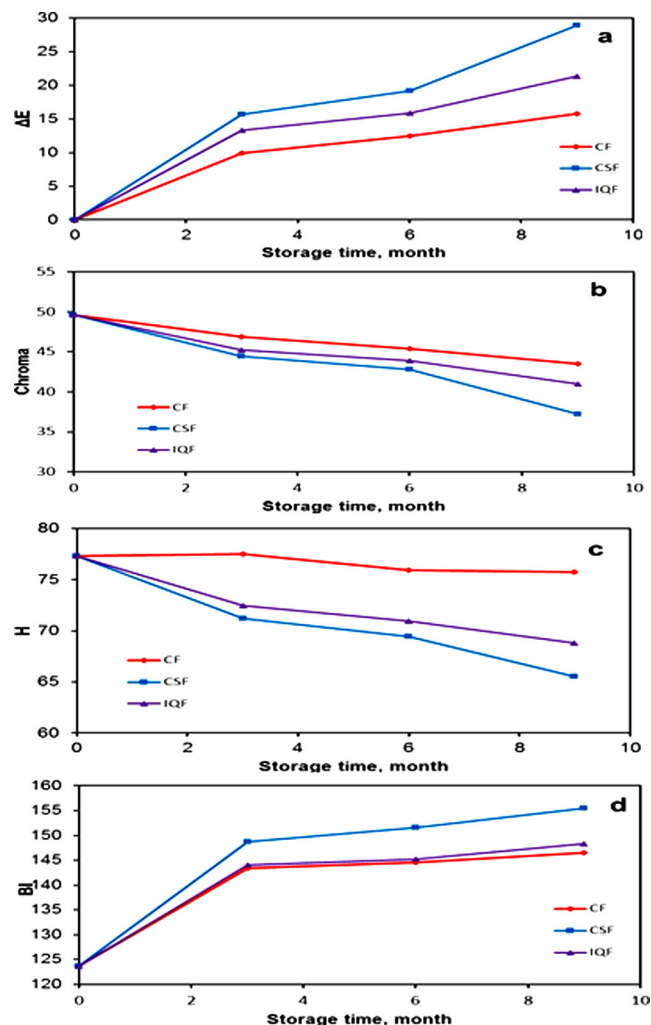 a
30
25
20
15
10
5
0
ΔE
0 2 4 6 8 10
Storage time, month
CF
CSF
IQF
b
55
50
45
40
35
30
Chroma
CF
CSF
IQF
0 2 4 6 8 10
Storage time, month
c
80
75
70
65
60
H
CF
CSF
IQF
0 2 4 6 8 10
Storage time, month
d
160
155
150
145
140
135
130
125
120
BI
CF
CSF
IQF
0 2 4 6 8 10
Storage time, month